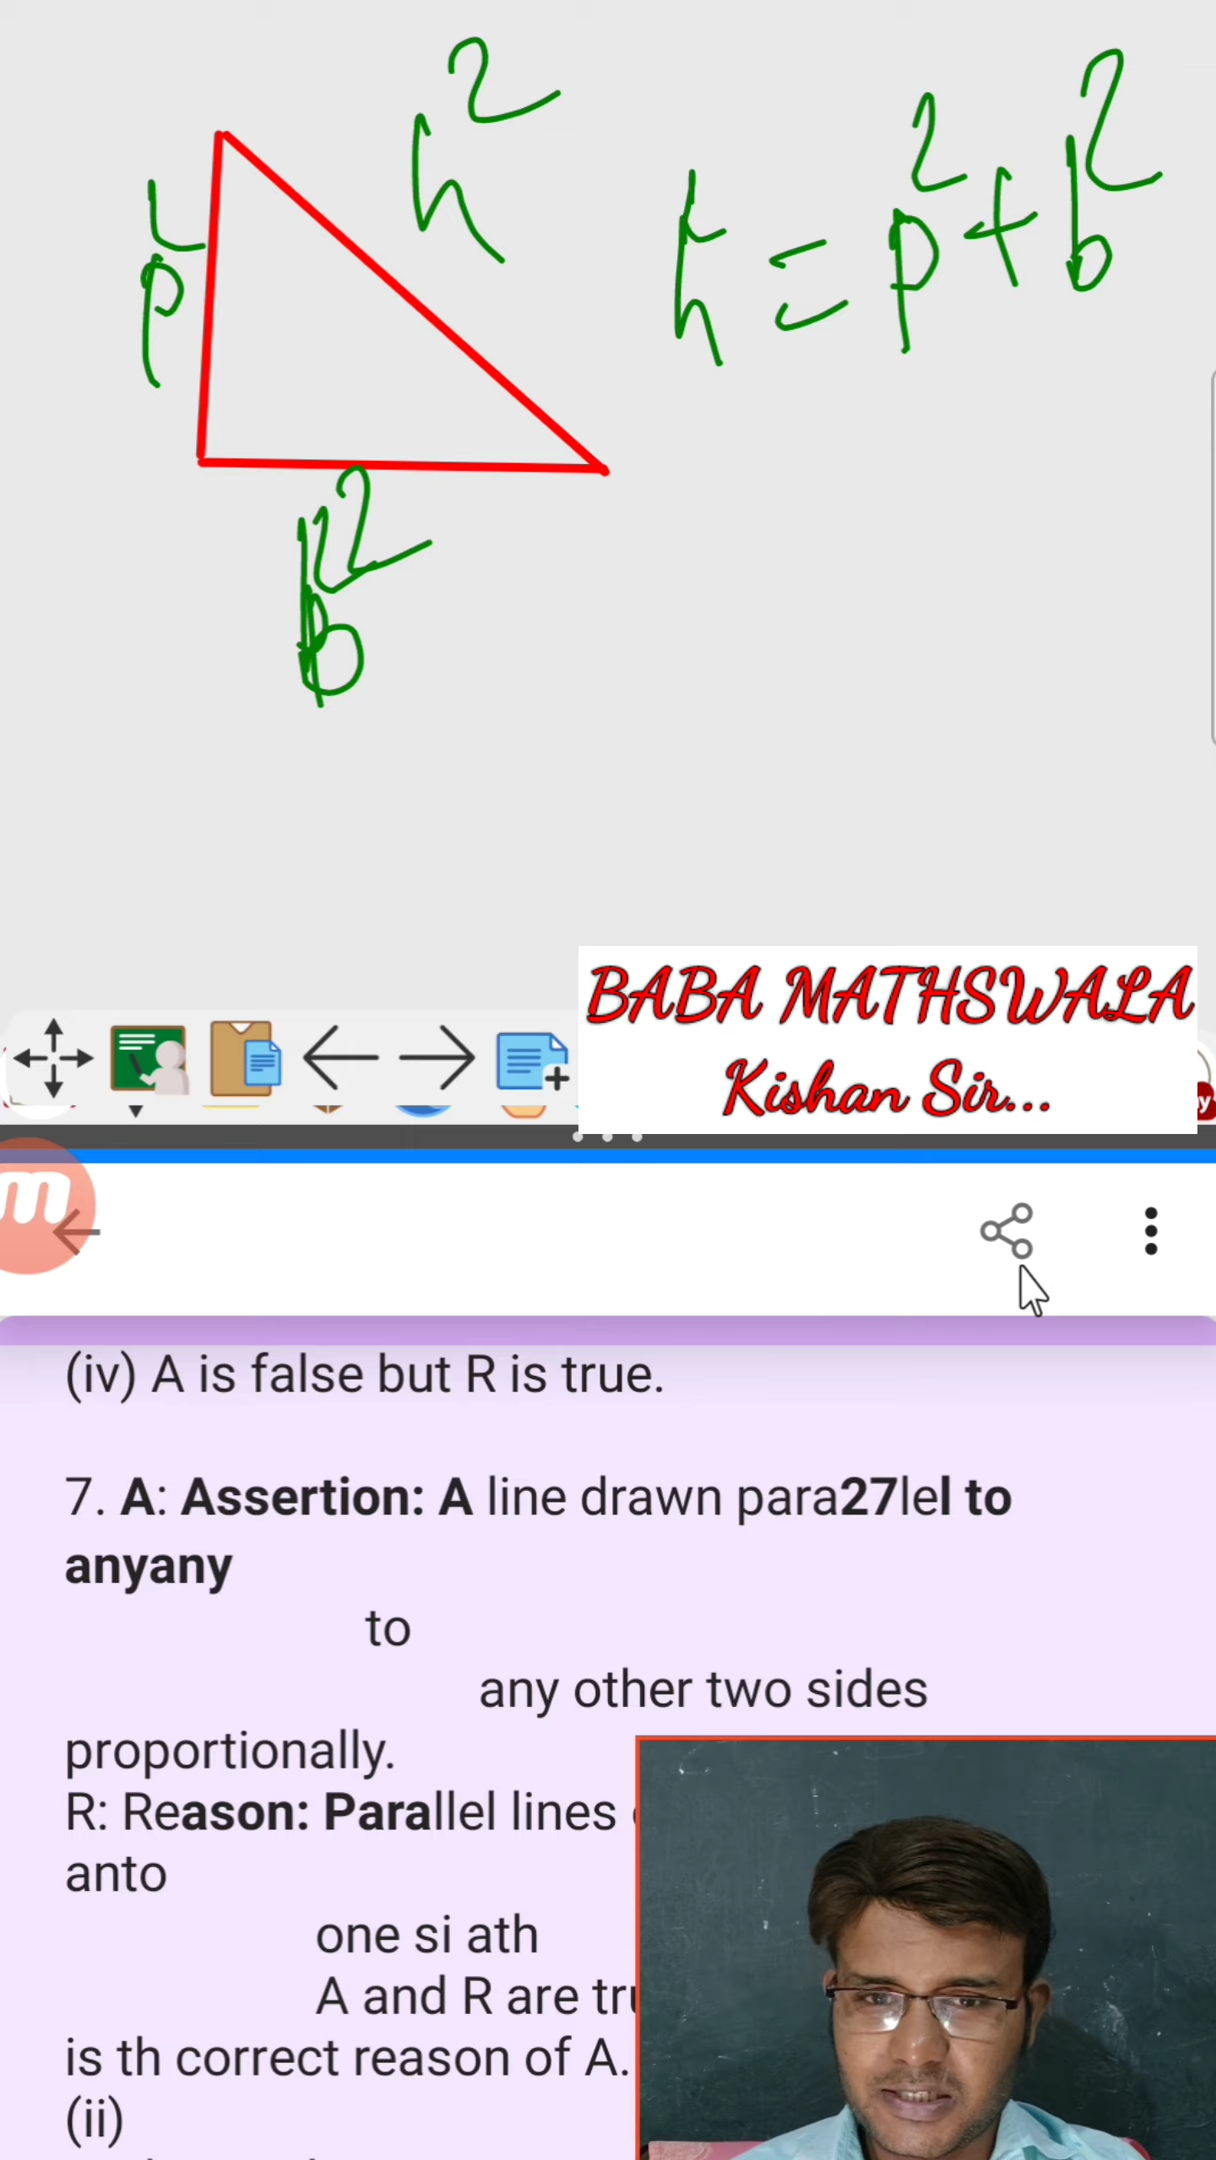 h²
p²
h² = p² + b²
b²
BABA MATHSWALA
Kishan Sir...
m
(iv) A is false but R is true.
7. A: Assertion: A line drawn para27lel to
anyany
to
any other two sides
proportionally.
R: Reason: Parallel lines
anto
one si ath
A and R are
is th correct reason of A.
(ii)